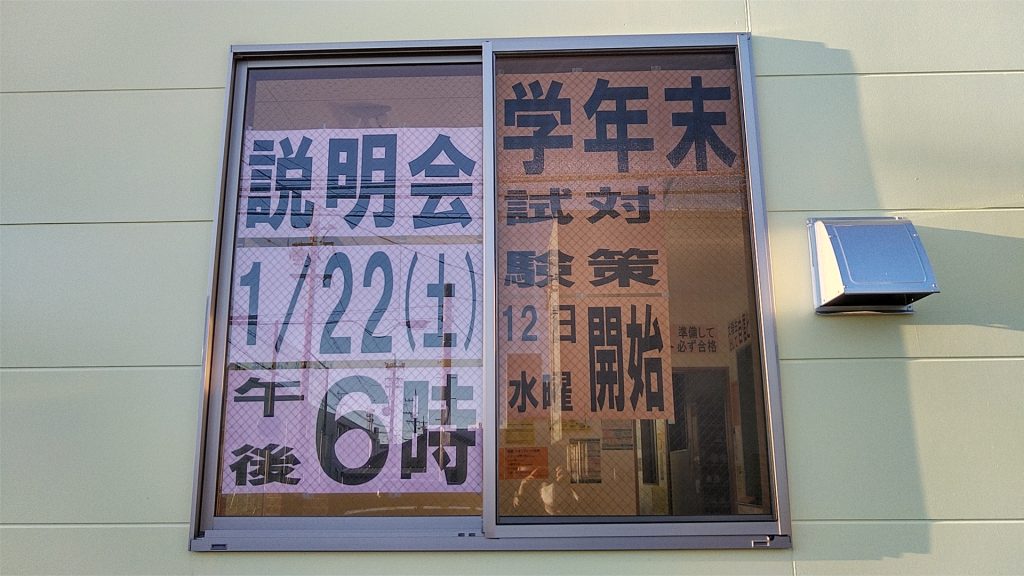 説明会
1/22(土)
午後6時
学年末
試験対策
12日水曜開始
準備して
必ず合格